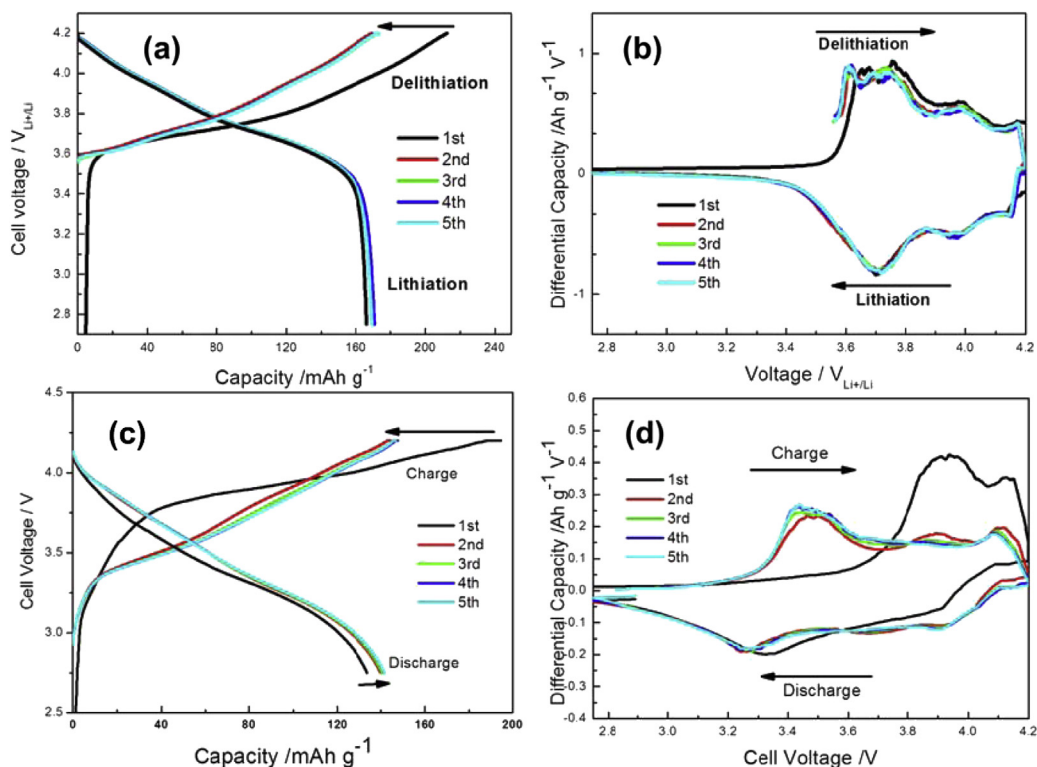 (a)
4.2
4.0
3.8
3.6
3.4
3.2
3.0
2.8
Cell voltage / V_Li+/Li
Delithiation
1st
2nd
3rd
4th
5th
Lithiation
0 40 80 120 160 200 240
Capacity /mAh g⁻¹
(b)
1
0
-1
Differential Capacity /Ah g⁻¹ V⁻¹
Delithiation
1st
2nd
3rd
4th
5th
Lithiation
2.8 3.0 3.2 3.4 3.6 3.8 4.0 4.2
Voltage / V_Li+/Li
(c)
4.5
4.0
3.5
3.0
2.5
Cell Voltage / V
Charge
1st
2nd
3rd
4th
5th
Discharge
0 40 80 120 160 200
Capacity /mAh g⁻¹
(d)
0.6
0.5
0.4
0.3
0.2
0.1
0.0
-0.1
-0.2
-0.3
-0.4
Differential Capacity /Ah g⁻¹ V⁻¹
Charge
1st
2nd
3rd
4th
5th
Discharge
2.8 3.0 3.2 3.4 3.6 3.8 4.0 4.2
Cell Voltage /V